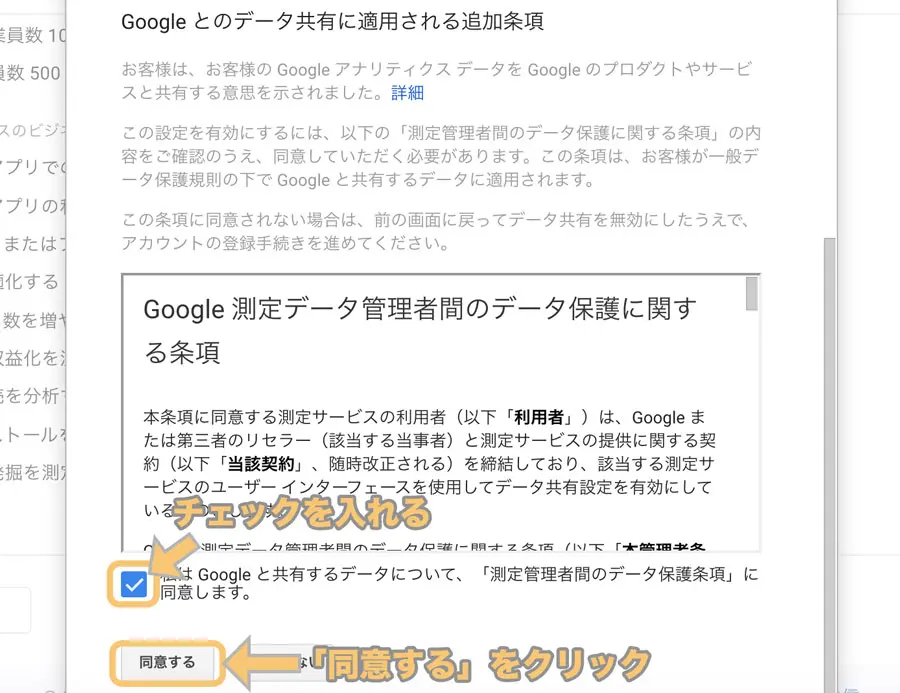 Google とのデータ共有に適用される追加条項
業員数 10
員数 500
お客様は、お客様の Google アナリティクス データを Google のプロダクトやサービ
スと共有する意思を示されました。詳細
スのビジネ
この設定を有効にするには、以下の「測定管理者間のデータ保護に関する条項」の内
容をご確認のうえ、同意していただく必要があります。この条項は、お客様が一般デ
ータ保護規則の下で Google と共有するデータに適用されます。
アプリでの
アプリの利
この条項に同意されない場合は、前の画面に戻ってデータ共有を無効にしたうえで、
アカウントの登録手続きを進めてください。
またはフ
適化する
数を増や
収益化を測
売を分析す
ストールを
発掘を測定
Google 測定データ管理者間のデータ保護に関す
る条項
本条項に同意する測定サービスの利用者（以下「利用者」）は、Google ま
たは第三者のリセラー（該当する当事者）と測定サービスの提供に関する契
約（以下「当該契約」、随時改正される）を締結しており、該当する測定サ
ービスのユーザー インターフェースを使用してデータ共有設定を有効にして
いる
チェックを入れる
測定データ管理者間のデータ保護に関する条項（以下「本管理者条
私は Google と共有するデータについて、「測定管理者間のデータ保護条項」に
同意します。
同意する
「同意する」をクリック